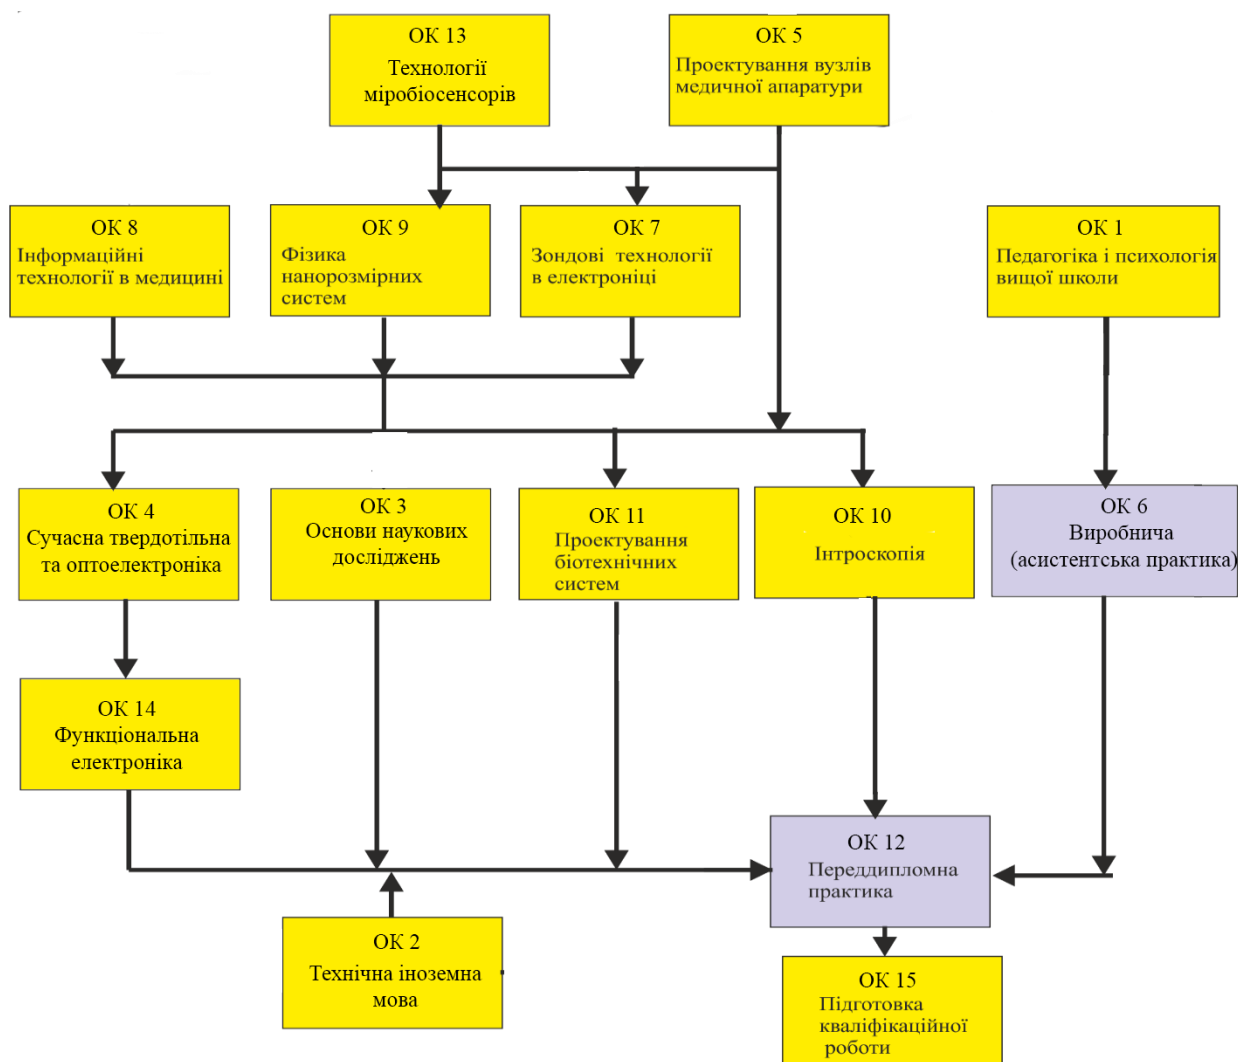 ОК 13
Технології
міробіосенсорів
ОК 5
Проектування вузлів
медичної апаратури
ОК 8
Інформаційні
технології в медицині
ОК 9
Фізика
нанорозмірних
систем
ОК 7
Зондові технології
в електроніці
ОК 1
Педагогіка і психологія
вищої школи
ОК 4
Сучасна твердотільна
та оптоелектроніка
ОК 3
Основи наукових
досліджень
ОК 11
Проектування
біотехнічних
систем
ОК 10
Інтроскопія
ОК 6
Виробнича
(асистентська практика)
ОК 14
Функціональна
електроніка
ОК 12
Переддипломна
практика
ОК 2
Технічна іноземна
мова
ОК 15
Підготовка
кваліфікаційної
роботи